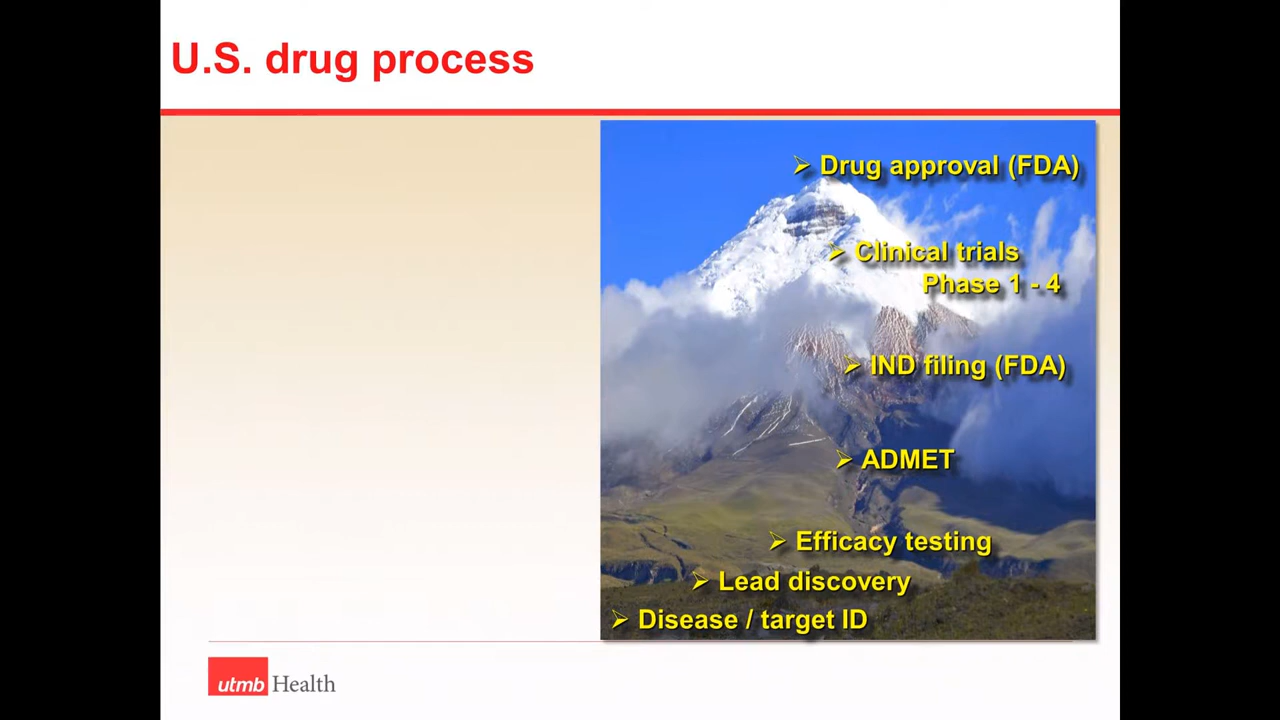 U.S. drug process
➢ Drug approval (FDA)
➢ Clinical trials
Phase 1 - 4
➢ IND filing (FDA)
➢ ADMET
➢ Efficacy testing
➢ Lead discovery
➢ Disease / target ID
utmb Health